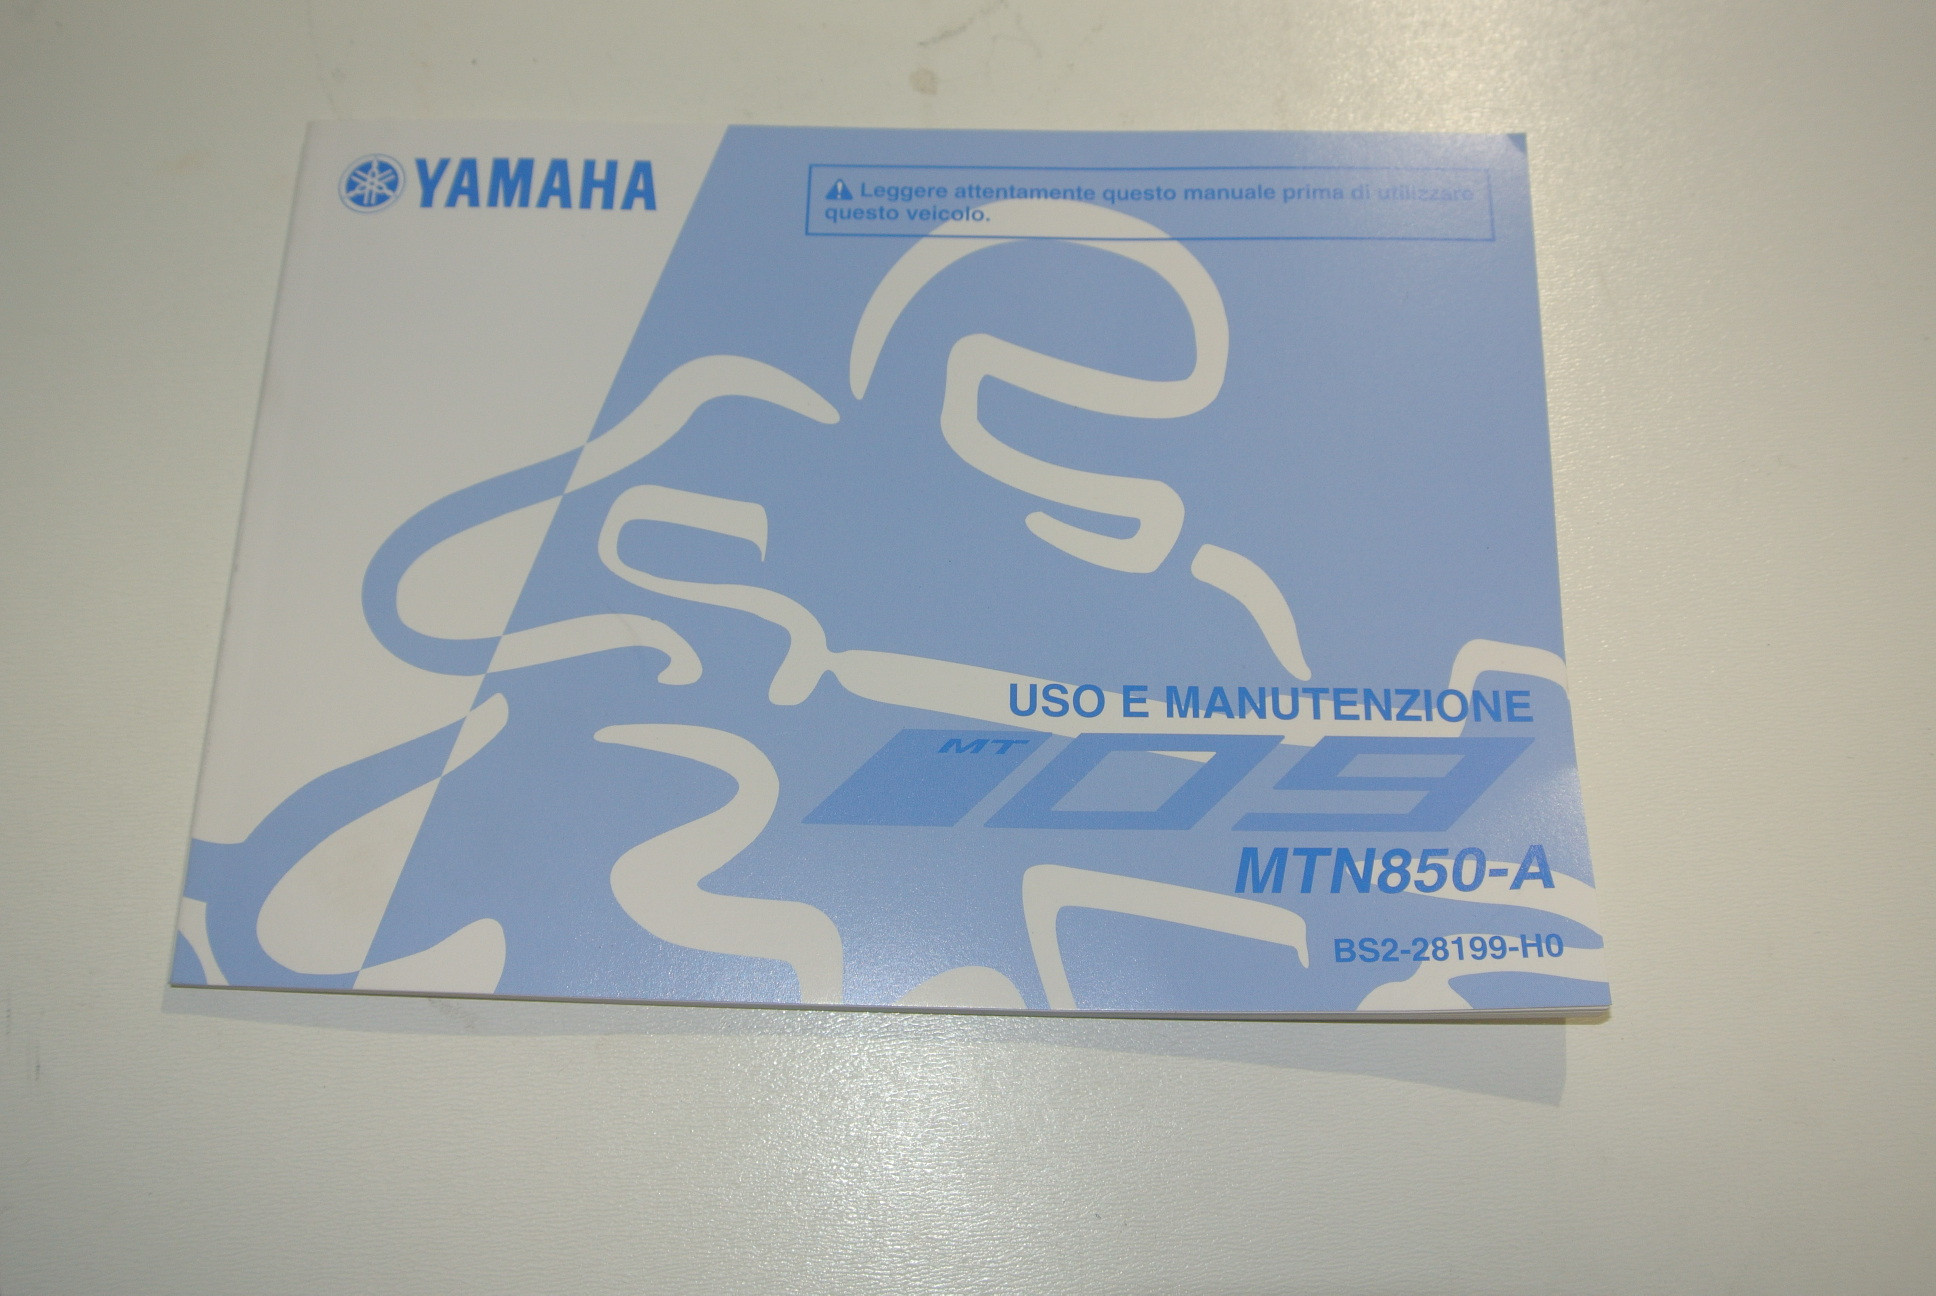 YAMAHA
Leggere attentamente questo manuale prima di utilizzare
questo veicolo.
USO E MANUTENZIONE
MT 09
MTN850-A
BS2-28199-H0